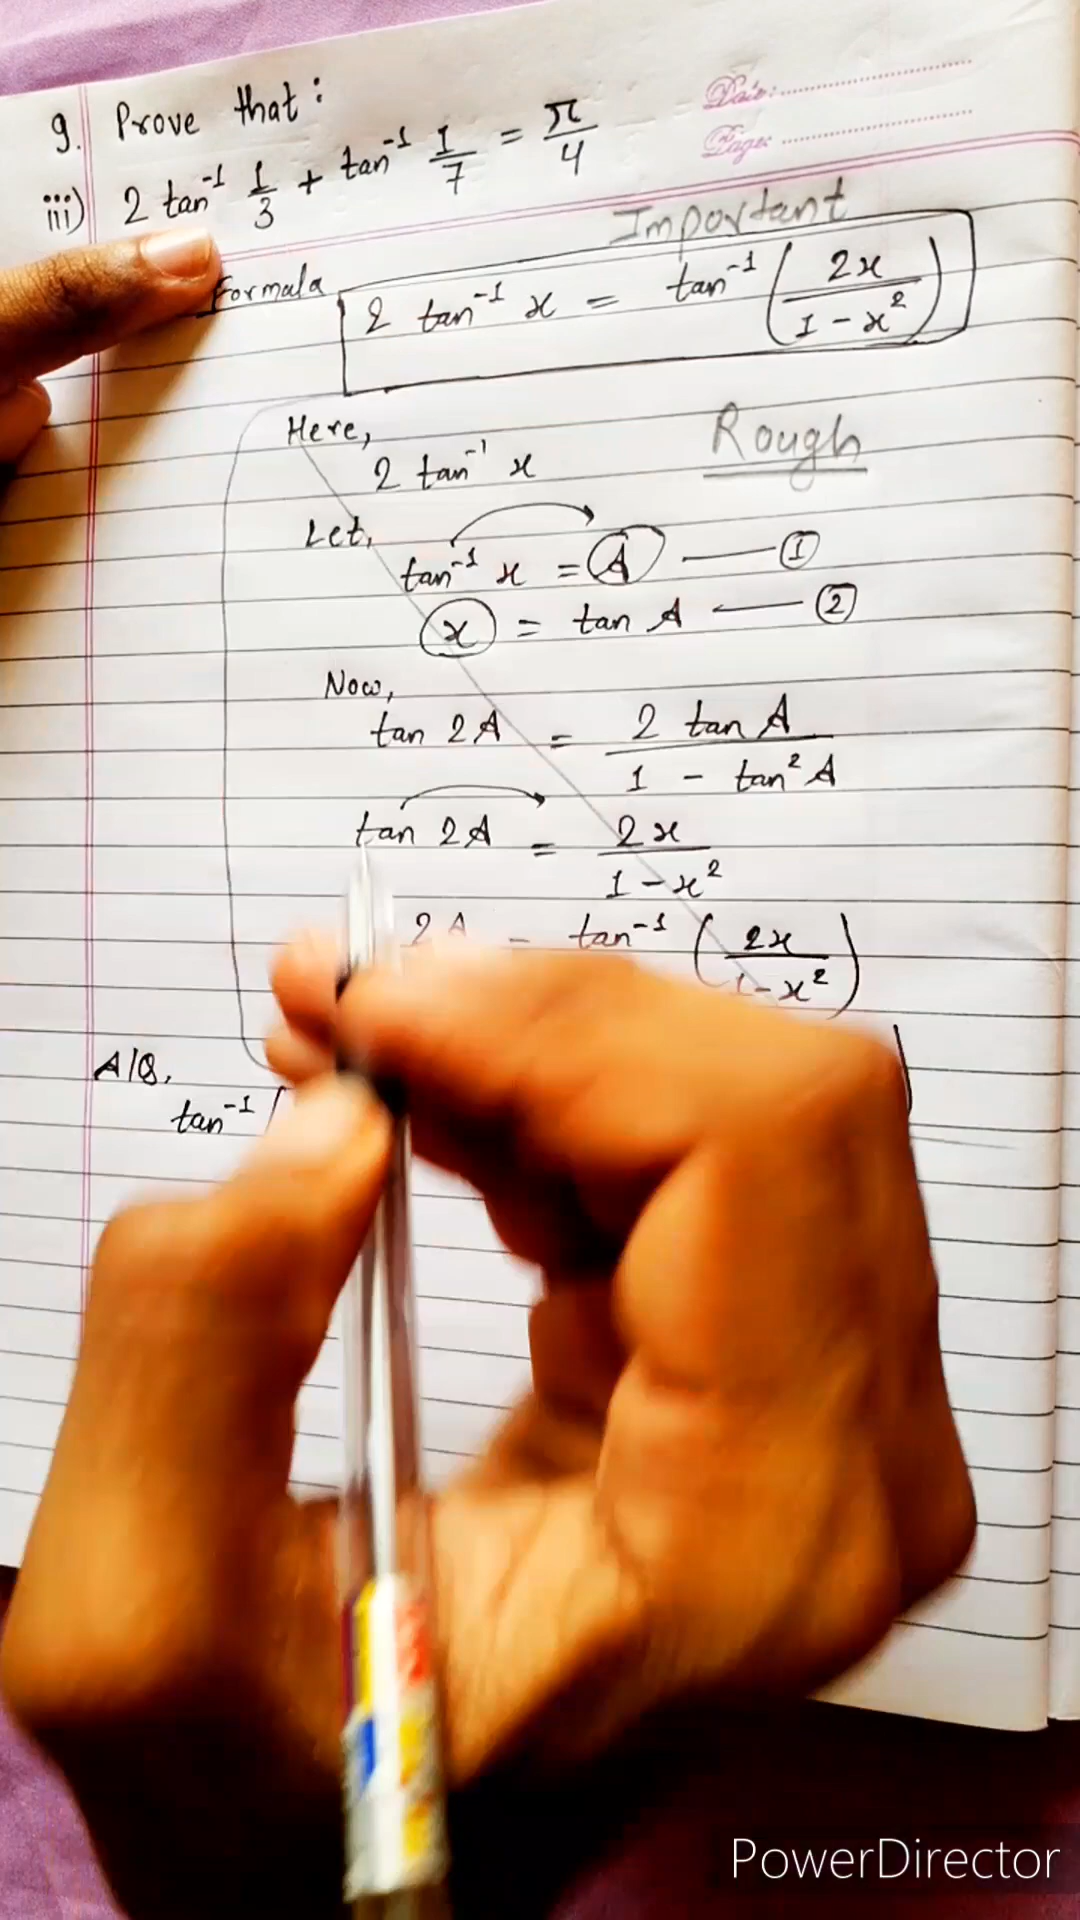 9. Prove that :
Date:
Page:
iii) 2 tan⁻¹ 1/3 + tan⁻¹ 1/7 = π/4
Important
Formala
2 tan⁻¹ x = tan⁻¹ (2x / 1 - x²)
Here,
Rough
2 tan⁻¹ x
Let,
tan⁻¹ x = A — ①
x = tan A — ②
Now,
tan 2A = 2 tan A / 1 - tan² A
tan 2A = 2x / 1 - x²
2A = tan⁻¹ (2x / 1 - x²)
A/Q,
tan⁻¹ (
PowerDirector